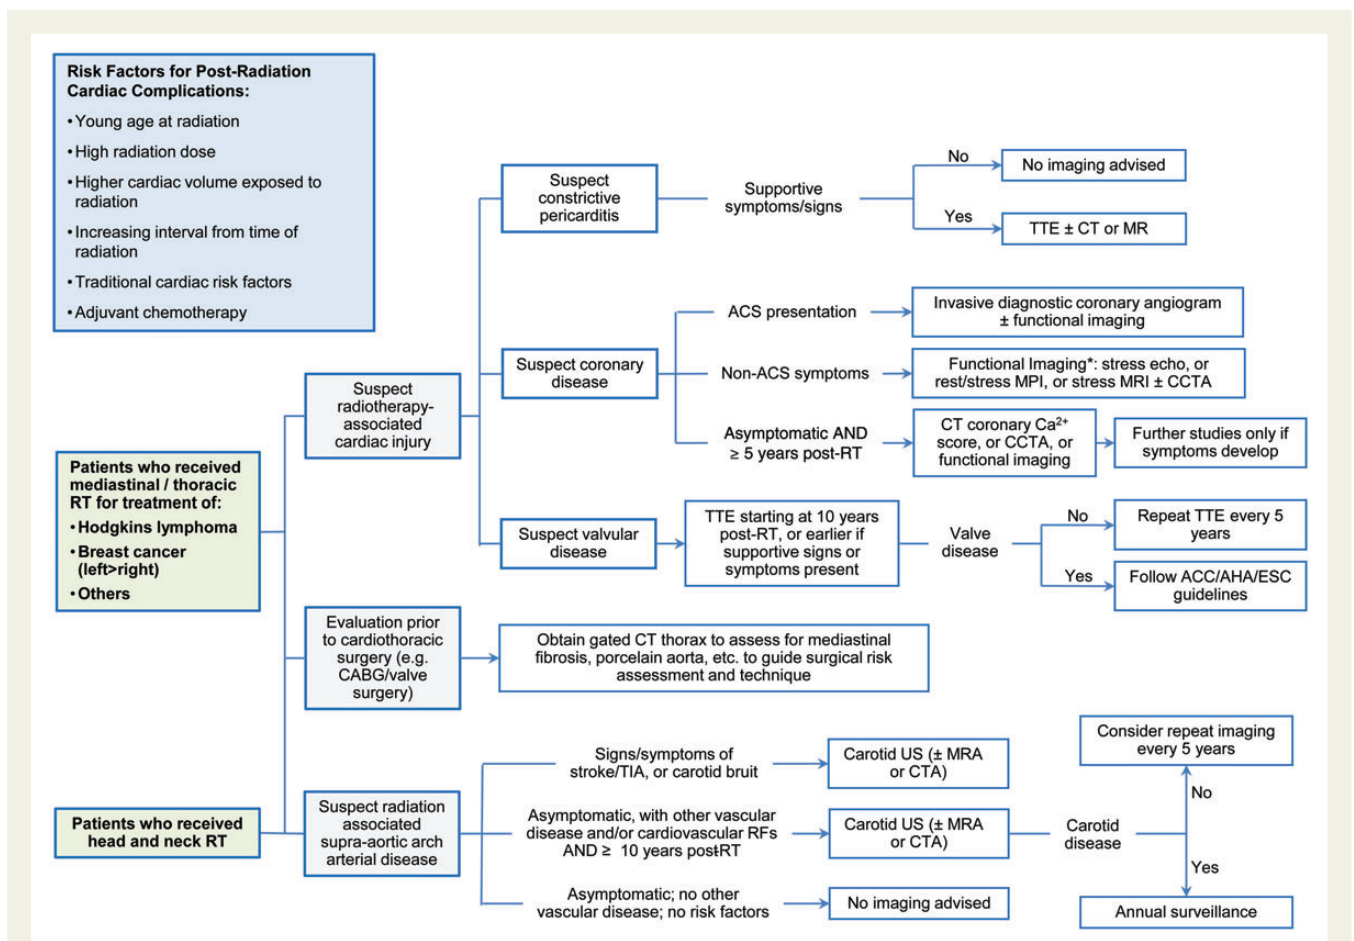 Risk Factors for Post-Radiation
Cardiac Complications:
• Young age at radiation
• High radiation dose
• Higher cardiac volume exposed to
radiation
• Increasing interval from time of
radiation
• Traditional cardiac risk factors
• Adjuvant chemotherapy
Patients who received
mediastinal / thoracic
RT for treatment of:
• Hodgkins lymphoma
• Breast cancer
(left>right)
• Others
Patients who received
head and neck RT
Suspect
radiotherapy-
associated
cardiac injury
Suspect
constrictive
pericarditis
Supportive
symptoms/signs
No
No imaging advised
Yes
TTE ± CT or MR
Suspect coronary
disease
ACS presentation
Invasive diagnostic coronary angiogram
± functional imaging
Non-ACS symptoms
Functional Imaging*: stress echo, or
rest/stress MPI, or stress MRI ± CCTA
Asymptomatic AND
≥ 5 years post-RT
CT coronary Ca²⁺
score, or CCTA, or
functional imaging
Further studies only if
symptoms develop
Suspect valvular
disease
TTE starting at 10 years
post-RT, or earlier if
supportive signs or
symptoms present
Valve
disease
No
Repeat TTE every 5
years
Yes
Follow ACC/AHA/ESC
guidelines
Evaluation prior
to cardiothoracic
surgery (e.g.
CABG/valve
surgery)
Obtain gated CT thorax to assess for mediastinal
fibrosis, porcelain aorta, etc. to guide surgical risk
assessment and technique
Suspect radiation
associated
supra-aortic arch
arterial disease
Signs/symptoms of
stroke/TIA, or carotid bruit
Carotid US (± MRA
or CTA)
Asymptomatic, with other vascular
disease and/or cardiovascular RFs
AND ≥ 10 years post-RT
Carotid US (± MRA
or CTA)
Carotid
disease
No
Consider repeat imaging
every 5 years
Yes
Annual surveillance
Asymptomatic; no other
vascular disease; no risk factors
No imaging advised